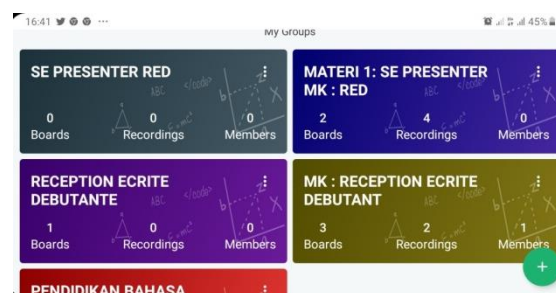 16:41
45%
My Groups
SE PRESENTER RED
0 0 0
Boards Recordings Members
MATERI 1: SE PRESENTER
MK : RED
2 4 0
Boards Recordings Members
RECEPTION ECRITE
DEBUTANTE
1 0 0
Boards Recordings Members
MK : RECEPTION ECRITE
DEBUTANT
3 2 1
Boards Recordings Members
PENDIDIKAN BAHASA